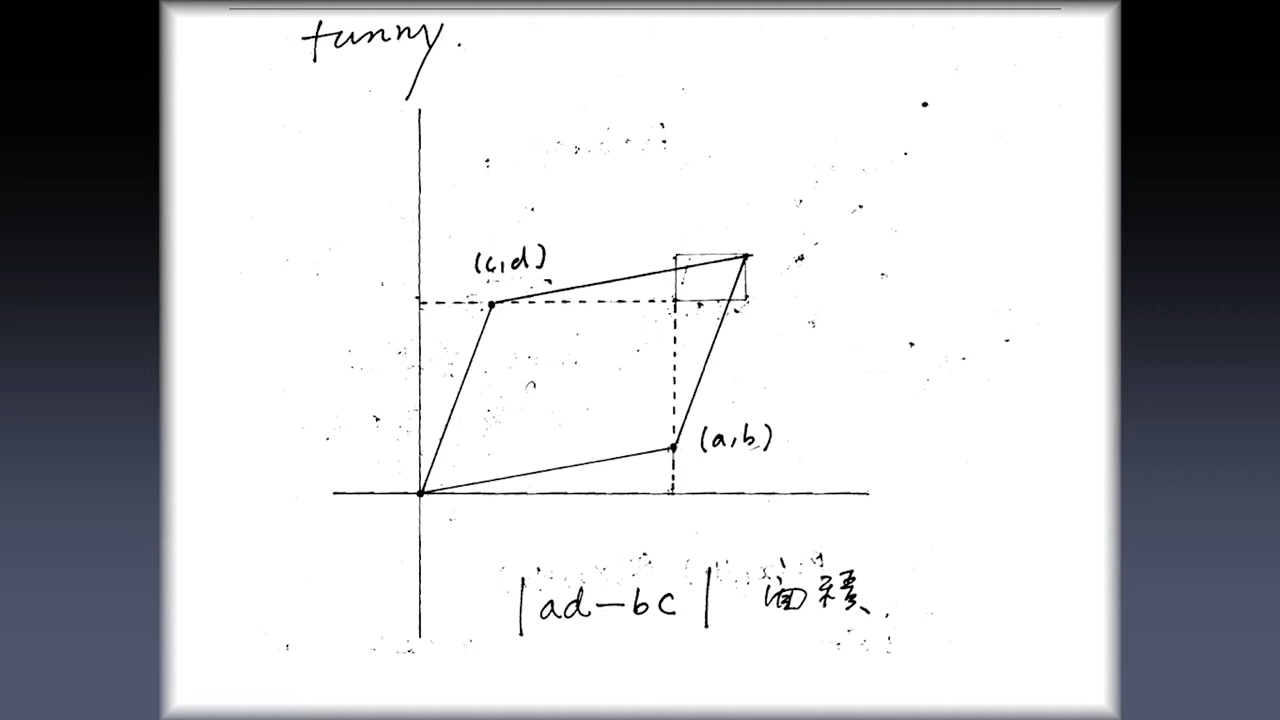 funny.
(c,d)
(a,b)
|ad-bc| 面積.